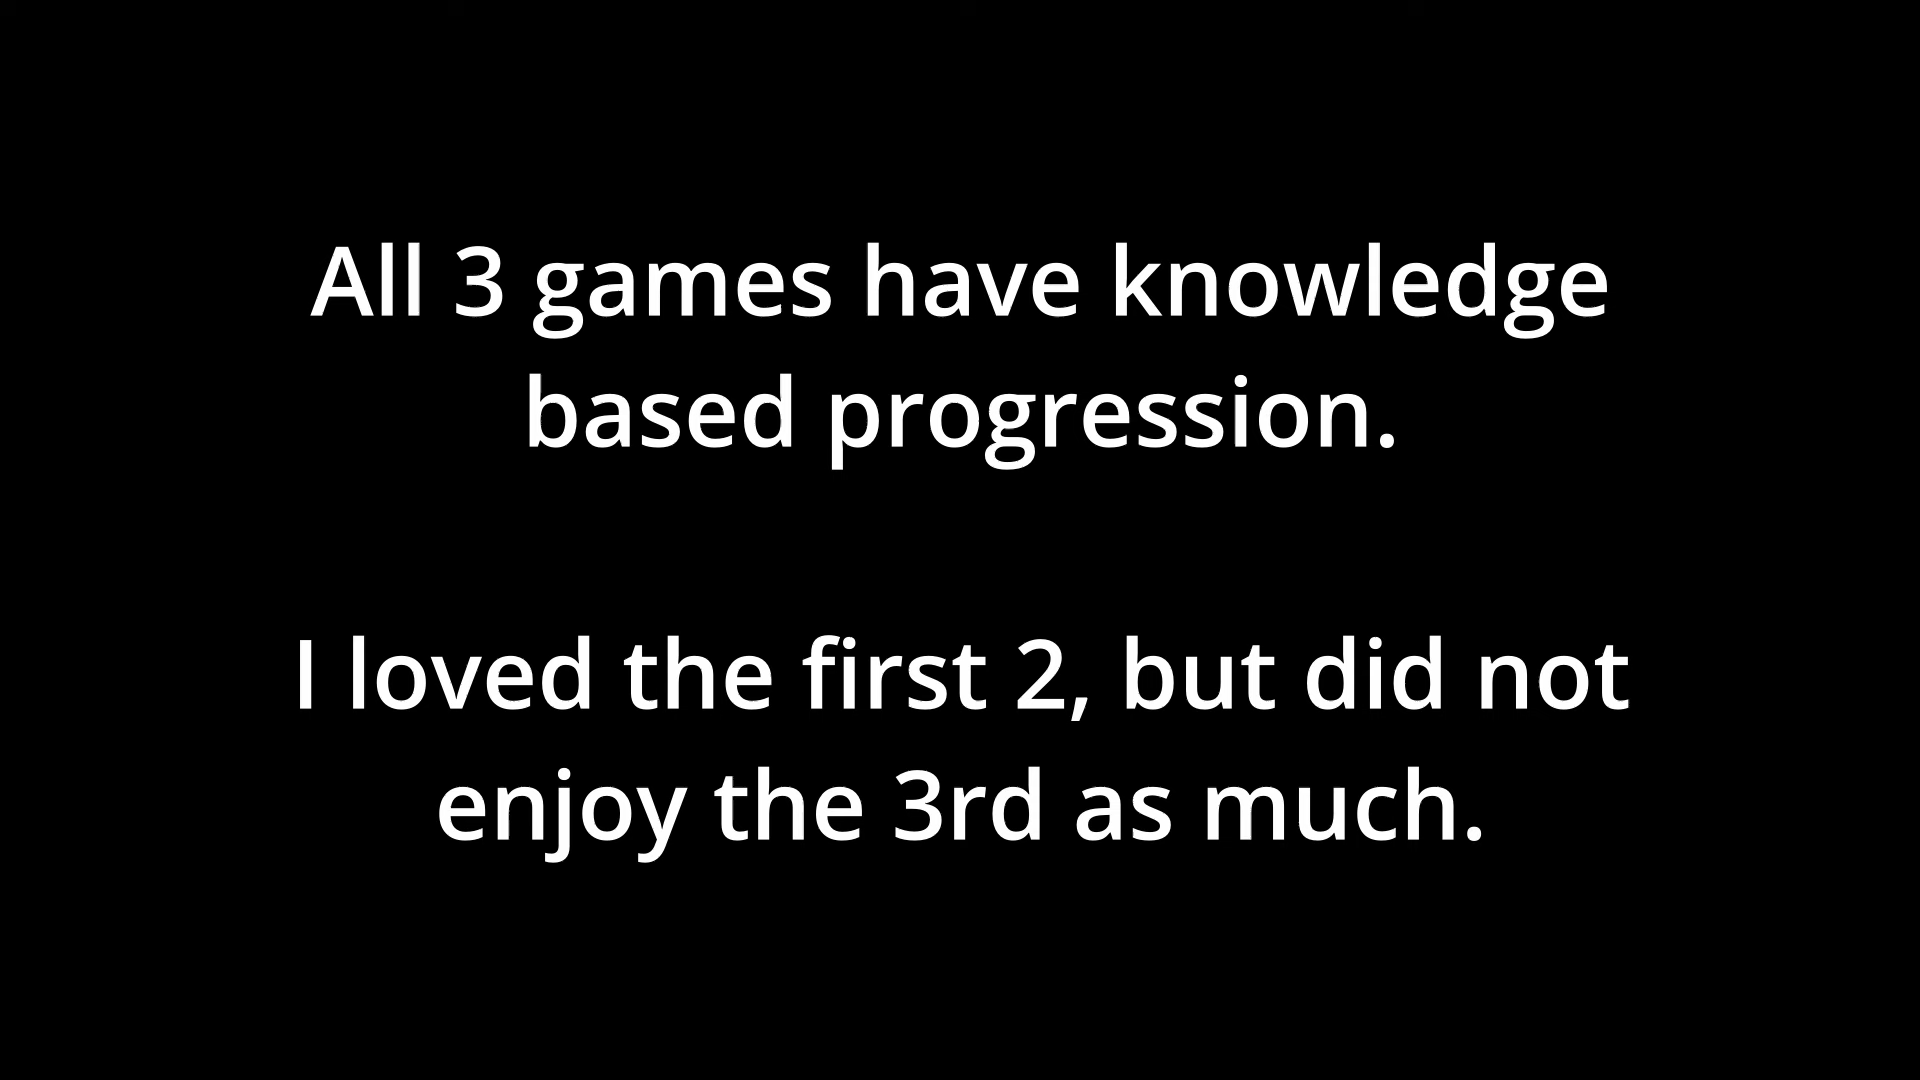 All 3 games have knowledge
based progression.
I loved the first 2, but did not
enjoy the 3rd as much.